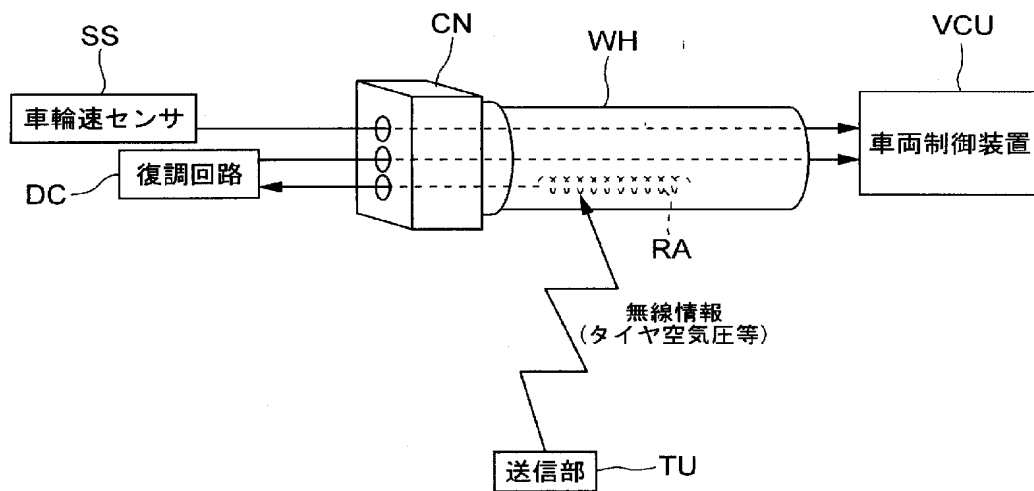 SS
CN
WH
VCU
車輪速センサ
車両制御装置
復調回路
DC
RA
無線情報
(タイヤ空気圧等)
送信部
TU